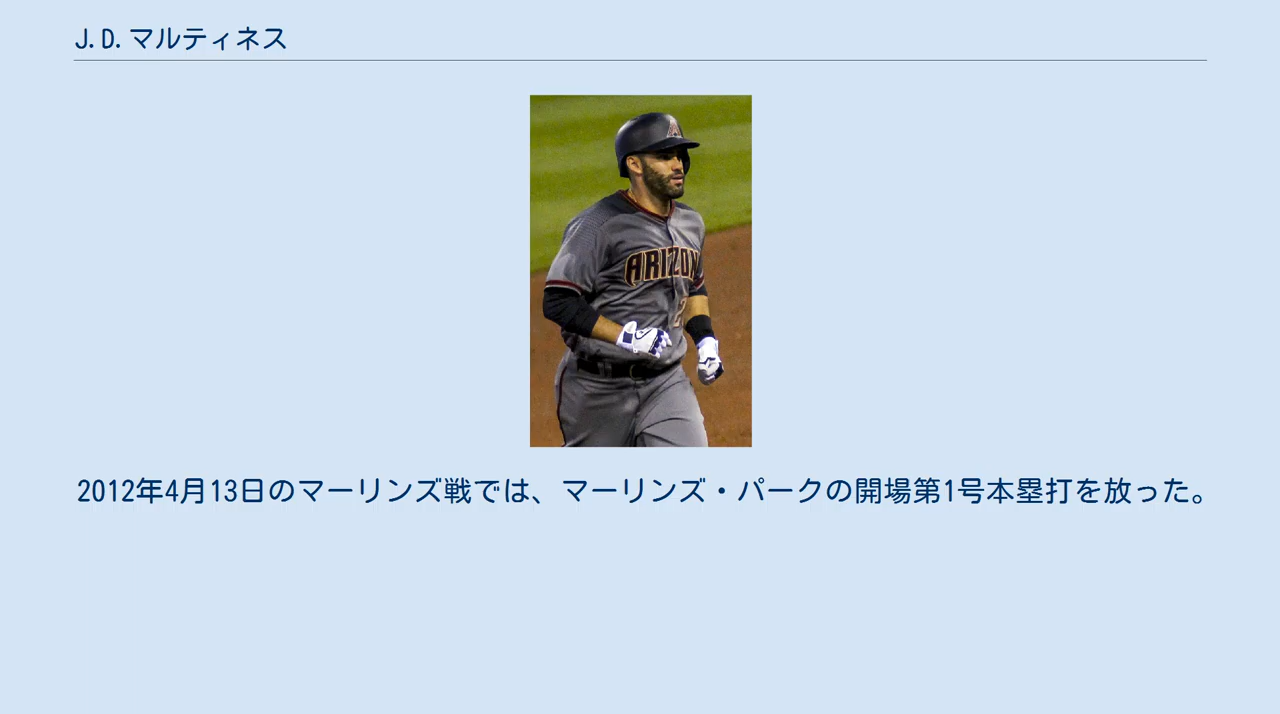 J.D.マルティネス
ARIZON
2012年4月13日のマーリンズ戦では、マーリンズ・パークの開場第1号本塁打を放った。